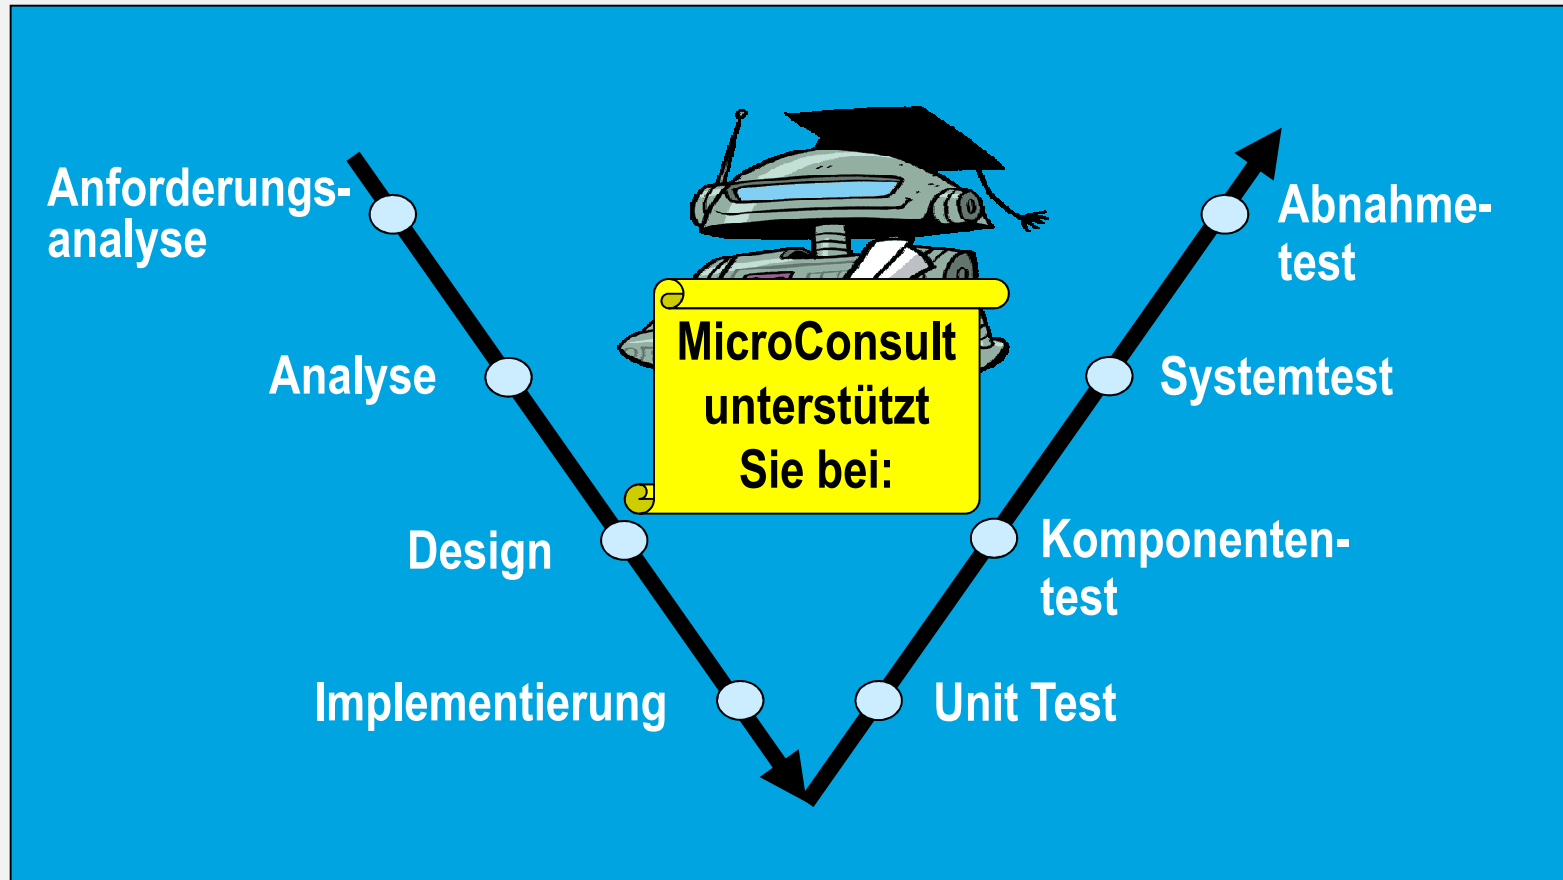 Anforderungs-
analyse
Analyse
Design
Implementierung
MicroConsult
unterstützt
Sie bei:
Abnahme-
test
Systemtest
Komponenten-
test
Unit Test